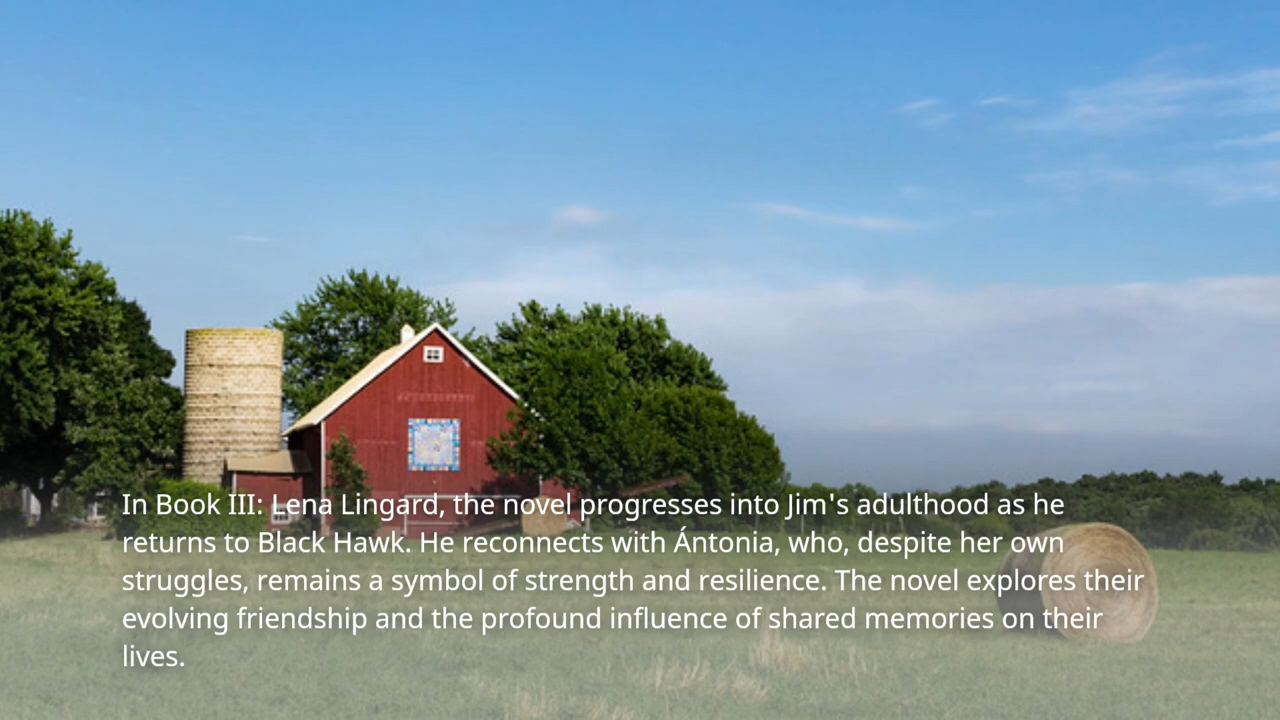 In Book III: Lena Lingard, the novel progresses into Jim's adulthood as he
returns to Black Hawk. He reconnects with Ántonia, who, despite her own
struggles, remains a symbol of strength and resilience. The novel explores their
evolving friendship and the profound influence of shared memories on their
lives.